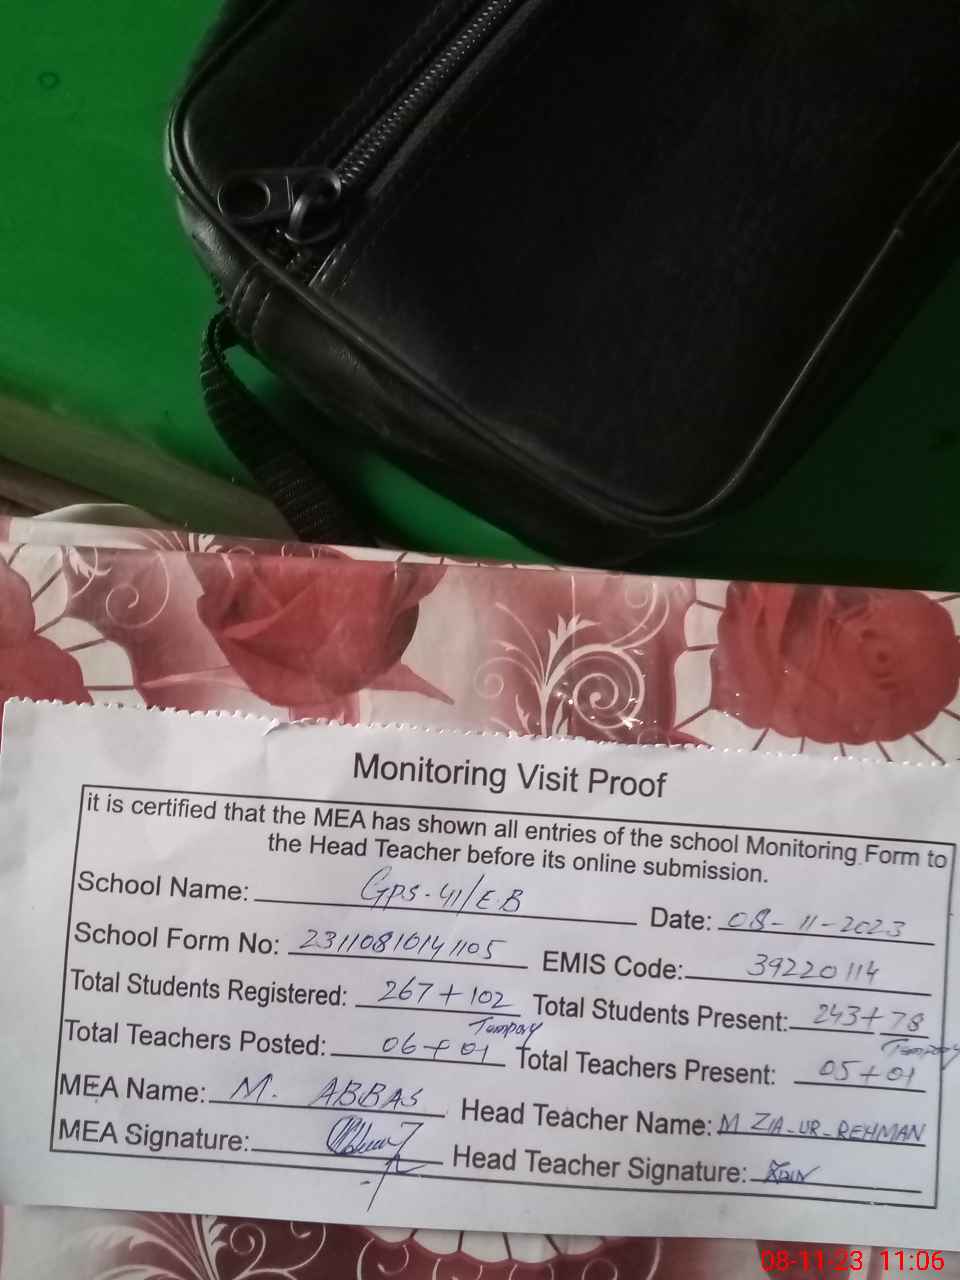 Monitoring Visit Proof
it is certified that the MEA has shown all entries of the school Monitoring Form to
the Head Teacher before its online submission.
School Name: GPS-41/E.B Date: 08-11-2023
School Form No: 23110810141105 EMIS Code: 39220114
Total Students Registered: 267+102 Total Students Present: 243+78
Total Teachers Posted: 06+01 Total Teachers Present: 05+01
MEA Name: M. ABBAS Head Teacher Name: M ZIA-UR-REHMAN
MEA Signature: Head Teacher Signature:
08-11-23 11:06